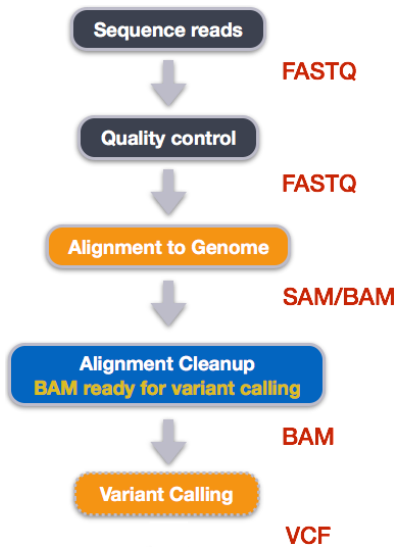 Sequence reads
FASTQ
Quality control
FASTQ
Alignment to Genome
SAM/BAM
Alignment Cleanup
BAM ready for variant calling
BAM
Variant Calling
VCF